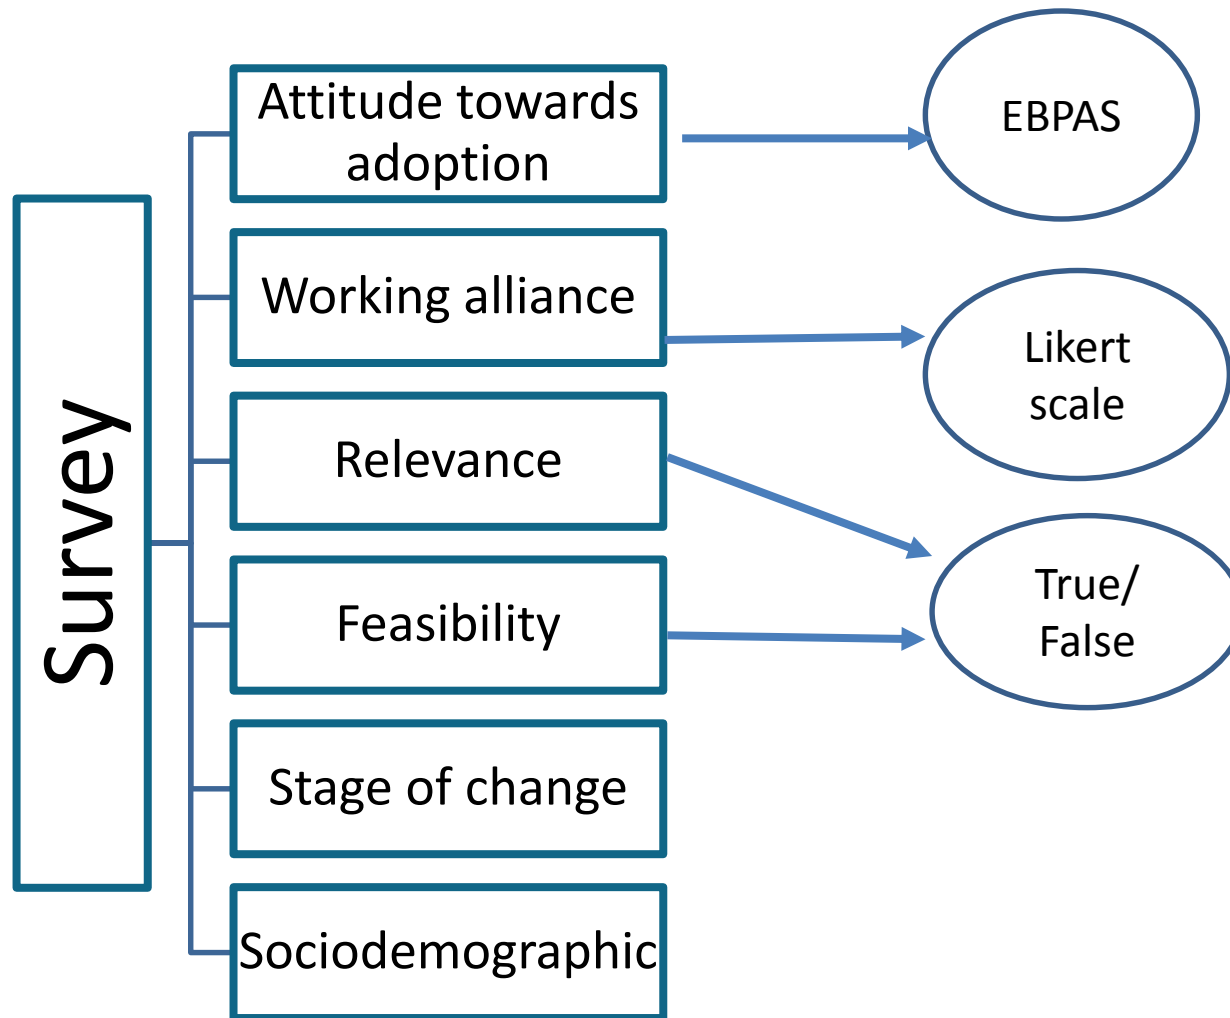 Survey
Attitude towards
adoption
Working alliance
Relevance
Feasibility
Stage of change
Sociodemographic
EBPAS
Likert
scale
True/
False